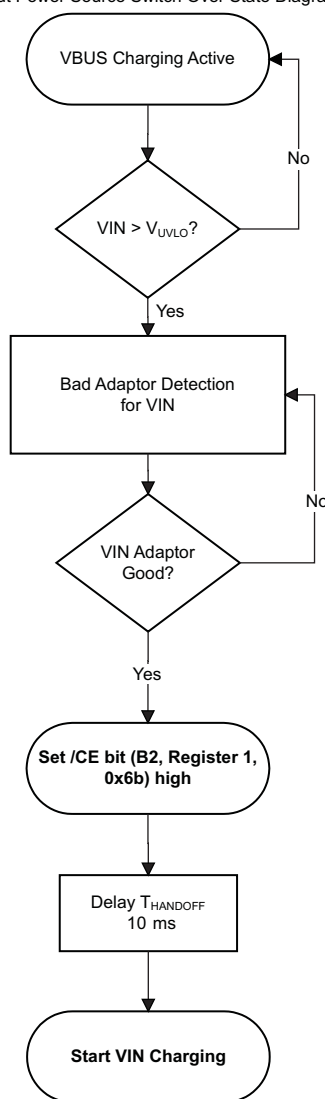 Power Source Switch Over State
VBUS Charging Active
No
VIN > VUVLO?
Yes
Bad Adaptor Detection
for VIN
No
VIN Adaptor
Good?
Yes
Set /CE bit (B2, Register 1,
0x6b) high
Delay THANDOFF
10 ms
Start VIN Charging